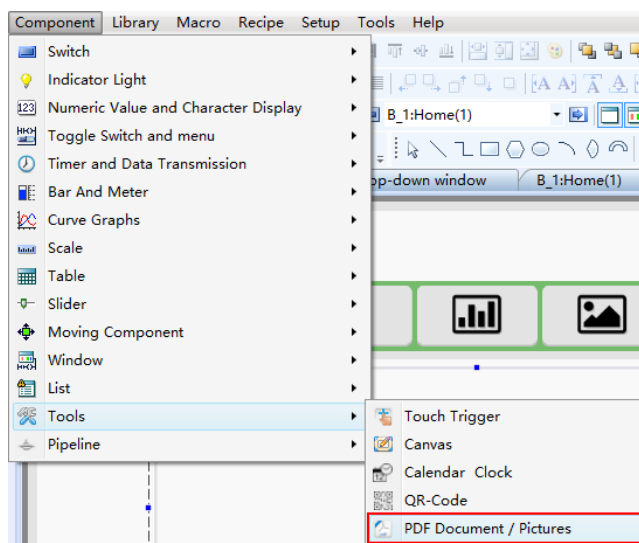 Component Library Macro Recipe Setup Tools Help
Switch
Indicator Light
123 Numeric Value and Character Display
B_1:Home(1)
Toggle Switch and menu
Timer and Data Transmission
op-down window B_1:Home(1)
Bar And Meter
Curve Graphs
Scale
Table
Slider
Moving Component
Window
List
Tools
Touch Trigger
Pipeline
Canvas
Calendar Clock
QR-Code
PDF Document / Pictures